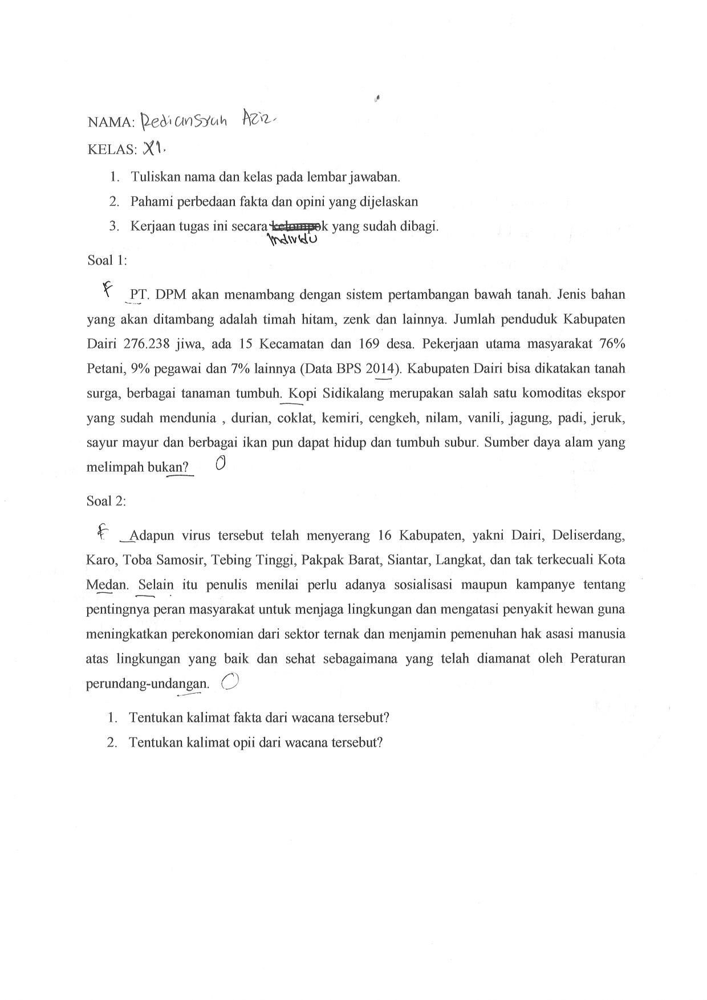 NAMA: Rediansyah Aziz.
KELAS: XI.
1. Tuliskan nama dan kelas pada lembar jawaban.
2. Pahami perbedaan fakta dan opini yang dijelaskan
3. Kerjaan tugas ini secara kelompok yang sudah dibagi.
Individu
Soal 1:
F PT. DPM akan menambang dengan sistem pertambangan bawah tanah. Jenis bahan
yang akan ditambang adalah timah hitam, zenk dan lainnya. Jumlah penduduk Kabupaten
Dairi 276.238 jiwa, ada 15 Kecamatan dan 169 desa. Pekerjaan utama masyarakat 76%
Petani, 9% pegawai dan 7% lainnya (Data BPS 2014). Kabupaten Dairi bisa dikatakan tanah
surga, berbagai tanaman tumbuh. Kopi Sidikalang merupakan salah satu komoditas ekspor
yang sudah mendunia , durian, coklat, kemiri, cengkeh, nilam, vanili, jagung, padi, jeruk,
sayur mayur dan berbagai ikan pun dapat hidup dan tumbuh subur. Sumber daya alam yang
melimpah bukan? O
Soal 2:
F Adapun virus tersebut telah menyerang 16 Kabupaten, yakni Dairi, Deliserdang,
Karo, Toba Samosir, Tebing Tinggi, Pakpak Barat, Siantar, Langkat, dan tak terkecuali Kota
Medan. Selain itu penulis menilai perlu adanya sosialisasi maupun kampanye tentang
pentingnya peran masyarakat untuk menjaga lingkungan dan mengatasi penyakit hewan guna
meningkatkan perekonomian dari sektor ternak dan menjamin pemenuhan hak asasi manusia
atas lingkungan yang baik dan sehat sebagaimana yang telah diamanat oleh Peraturan
perundang-undangan. O
1. Tentukan kalimat fakta dari wacana tersebut?
2. Tentukan kalimat opii dari wacana tersebut?